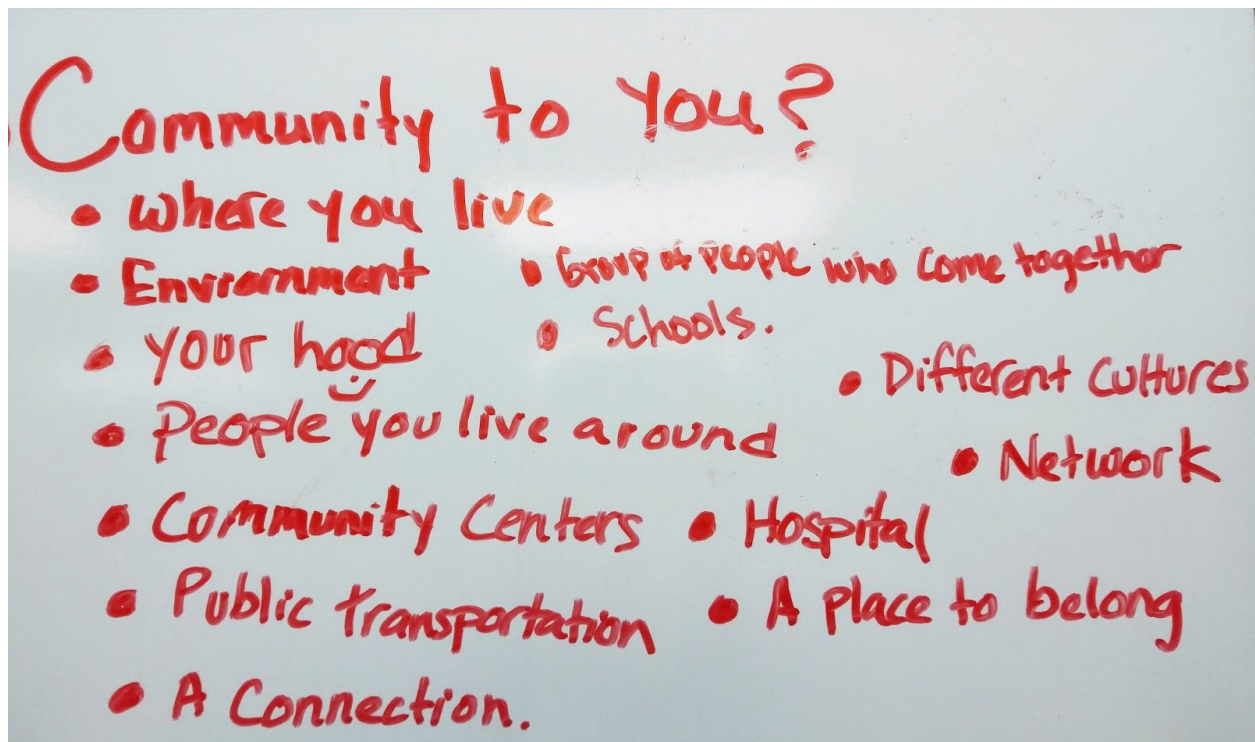 Community to You?
• where you live
• Enviroment
• Group of people who come together
• your hood
• Schools.
• Different Cultures
• People you live around
• Network
• Community Centers
• Hospital
• Public Transportation
• A place to belong
• A Connection.